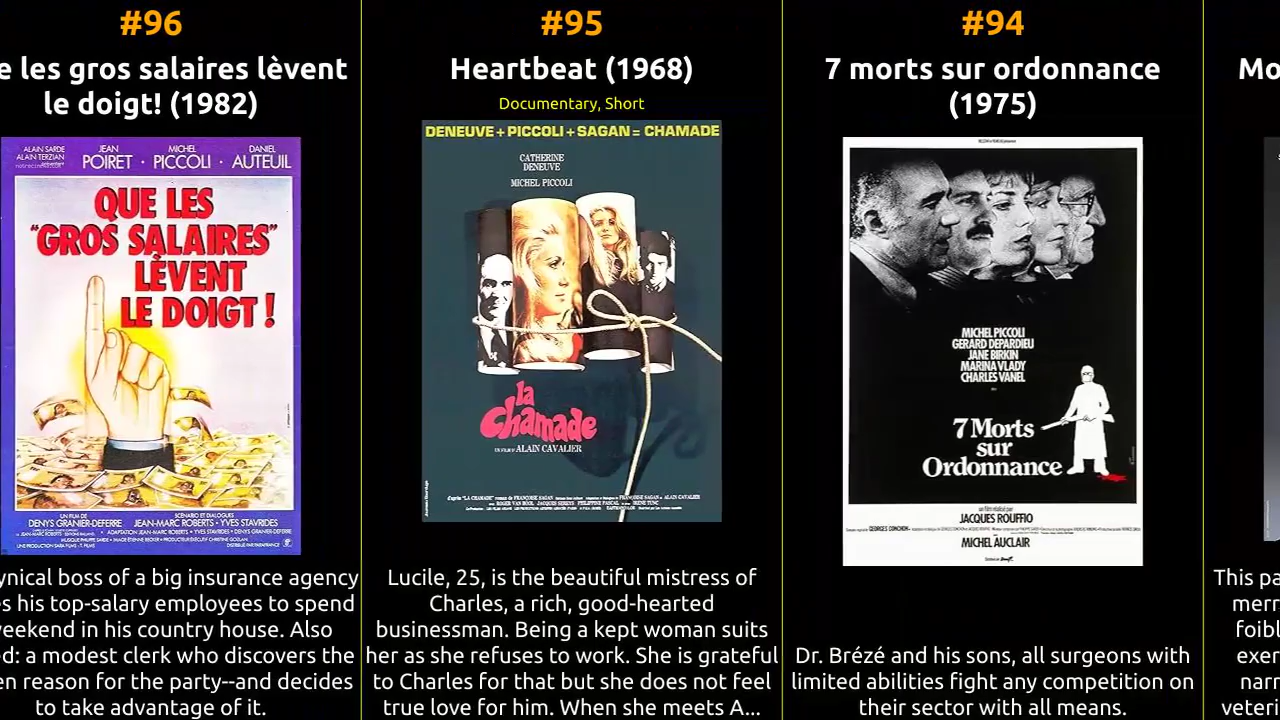 #96
e les gros salaires lèvent
le doigt! (1982)
ALAIN SARDE
ALAIN TERZIAN
JEAN
POIRET · 
MICHEL
PICCOLI · 
DANIEL
AUTEUIL
QUE LES
"GROS SALAIRES"
LÈVENT
LE DOIGT !
UN FILM DE
DENYS GRANIER-DEFERRE
SCENARIO ET DIALOGUES
JEAN-MARC ROBERTS · YVES STAVRIDES
ynical boss of a big insurance agency
es his top-salary employees to spend
weekend in his country house. Also
d: a modest clerk who discovers the
en reason for the party--and decides
to take advantage of it.
#95
Heartbeat (1968)
Documentary, Short
DENEUVE + PICCOLI + SAGAN = CHAMADE
CATHERINE
DENEUVE
MICHEL PICCOLI
la
Chamade
UN FILM D'ALAIN CAVALIER
Lucile, 25, is the beautiful mistress of
Charles, a rich, good-hearted
businessman. Being a kept woman suits
her as she refuses to work. She is grateful
to Charles for that but she does not feel
true love for him. When she meets A...
#94
7 morts sur ordonnance
(1975)
MICHEL PICCOLI
GERARD DEPARDIEU
JANE BIRKIN
MARINA VLADY
CHARLES VANEL
7 Morts
sur
Ordonnance
un film réalisé par
JACQUES ROUFFIO
GEORGES CONCHON
MICHEL AUCLAIR
Dr. Brézé and his sons, all surgeons with
limited abilities fight any competition on
their sector with all means.
Mo
This pa
merr
foibl
exer
narr
veteri